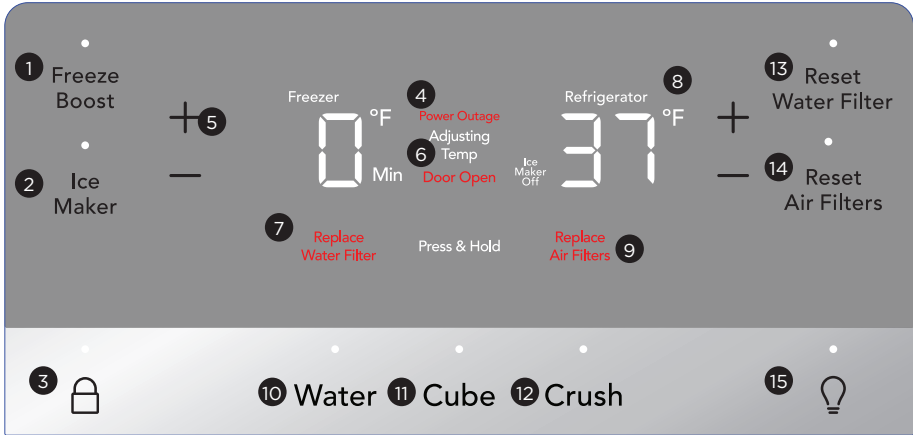 1
Freeze
Boost
2
Ice
Maker
5
+
−
Freezer
0 °F
Min
4
Power Outage
Adjusting
Temp
6
Door Open
Ice
Maker
Off
8
Refrigerator
37 °F
+
−
13
Reset
Water Filter
14
Reset
Air Filters
7
Replace
Water Filter
Press & Hold
Replace
Air Filters
9
3
10 Water
11 Cube
12 Crush
15